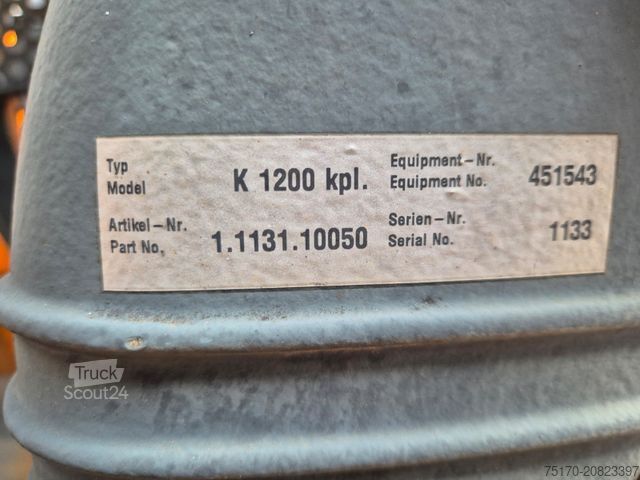 Typ
Model
K 1200 kpl.
Equipment-Nr.
Equipment No.
451543
Artikel-Nr.
Part No.
1.1131.10050
Serien-Nr.
Serial No.
1133
Truck
Scout24
75170-20823397